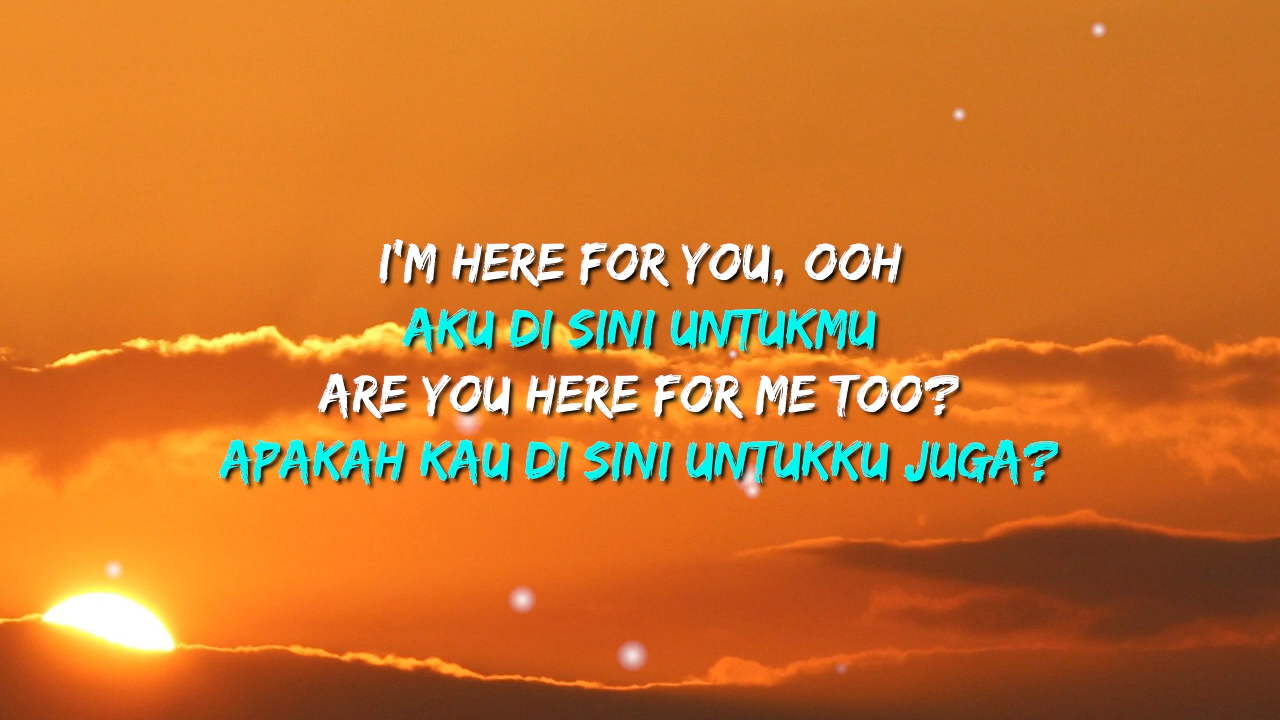 I'M HERE FOR YOU, OOH
AKU DI SINI UNTUKMU
ARE YOU HERE FOR ME TOO?
APAKAH KAU DI SINI UNTUKKU JUGA?